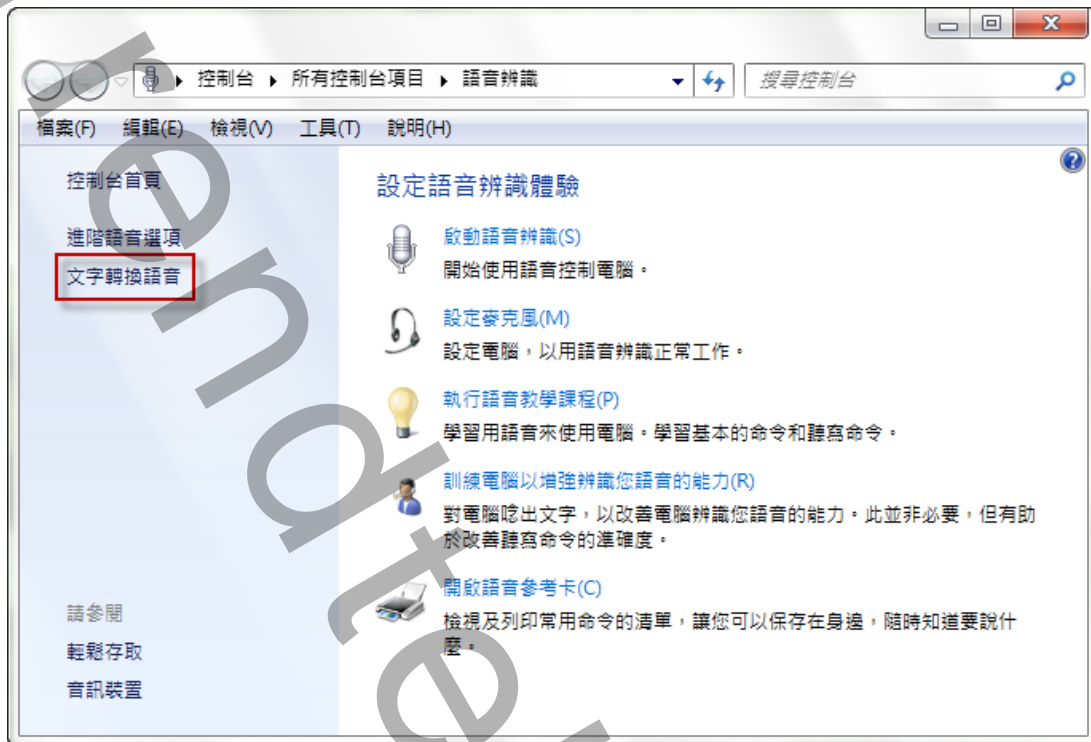 控制台 ▸ 所有控制台項目 ▸ 語音辨識
搜尋控制台
檔案(F) 編輯(E) 檢視(V) 工具(T) 說明(H)
控制台首頁
進階語音選項
文字轉換語音
設定語音辨識體驗
啟動語音辨識(S)
開始使用語音控制電腦。
設定麥克風(M)
設定電腦，以用語音辨識正常工作。
執行語音教學課程(P)
學習用語音來使用電腦。學習基本的命令和聽寫命令。
訓練電腦以增強辨識您語音的能力(R)
對電腦唸出文字，以改善電腦辨識您語音的能力。此並非必要，但有助
於改善聽寫命令的準確度。
開啟語音參考卡(C)
檢視及列印常用命令的清單，讓您可以保存在身邊，隨時知道要說什
麼。
請參閱
輕鬆存取
音訊裝置